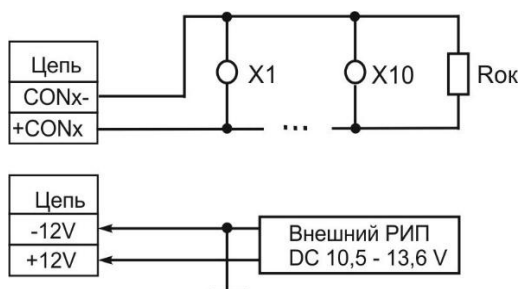 Цепь
CONx-
+CONx
X1
...
X10
Rок
Цепь
-12V
+12V
Внешний РИП
DC 10,5 - 13,6 V